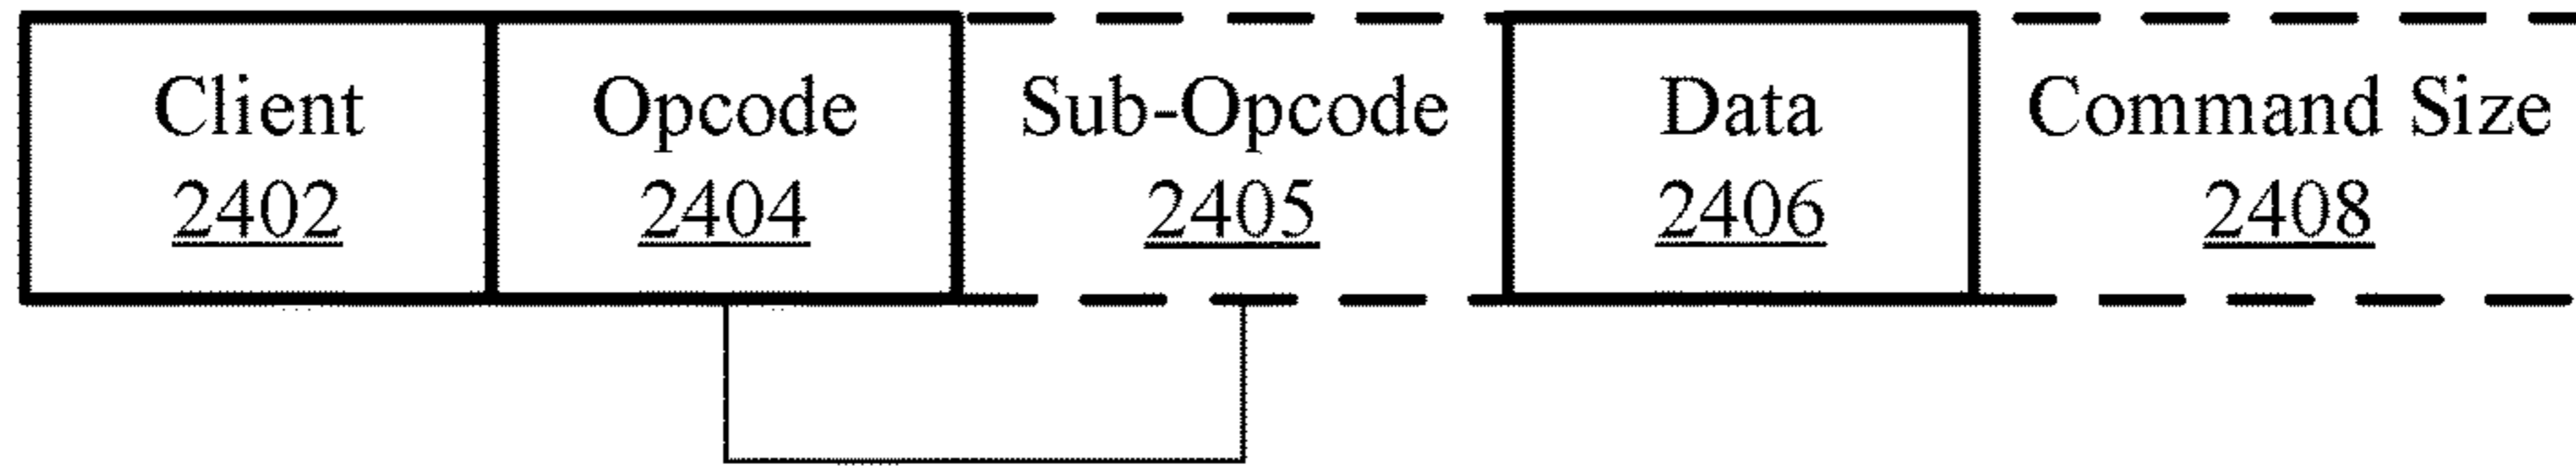 Client
2402
Opcode
2404
Sub-Opcode
2405
Data
2406
Command Size
2408